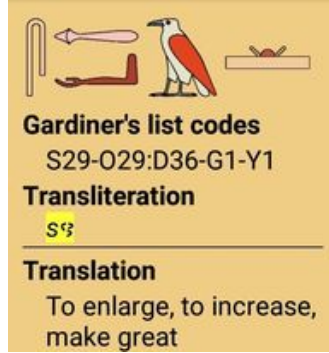 Gardiner's list codes
S29-O29:D36-G1-Y1
Transliteration
sꜥꜣ
Translation
To enlarge, to increase,
make great